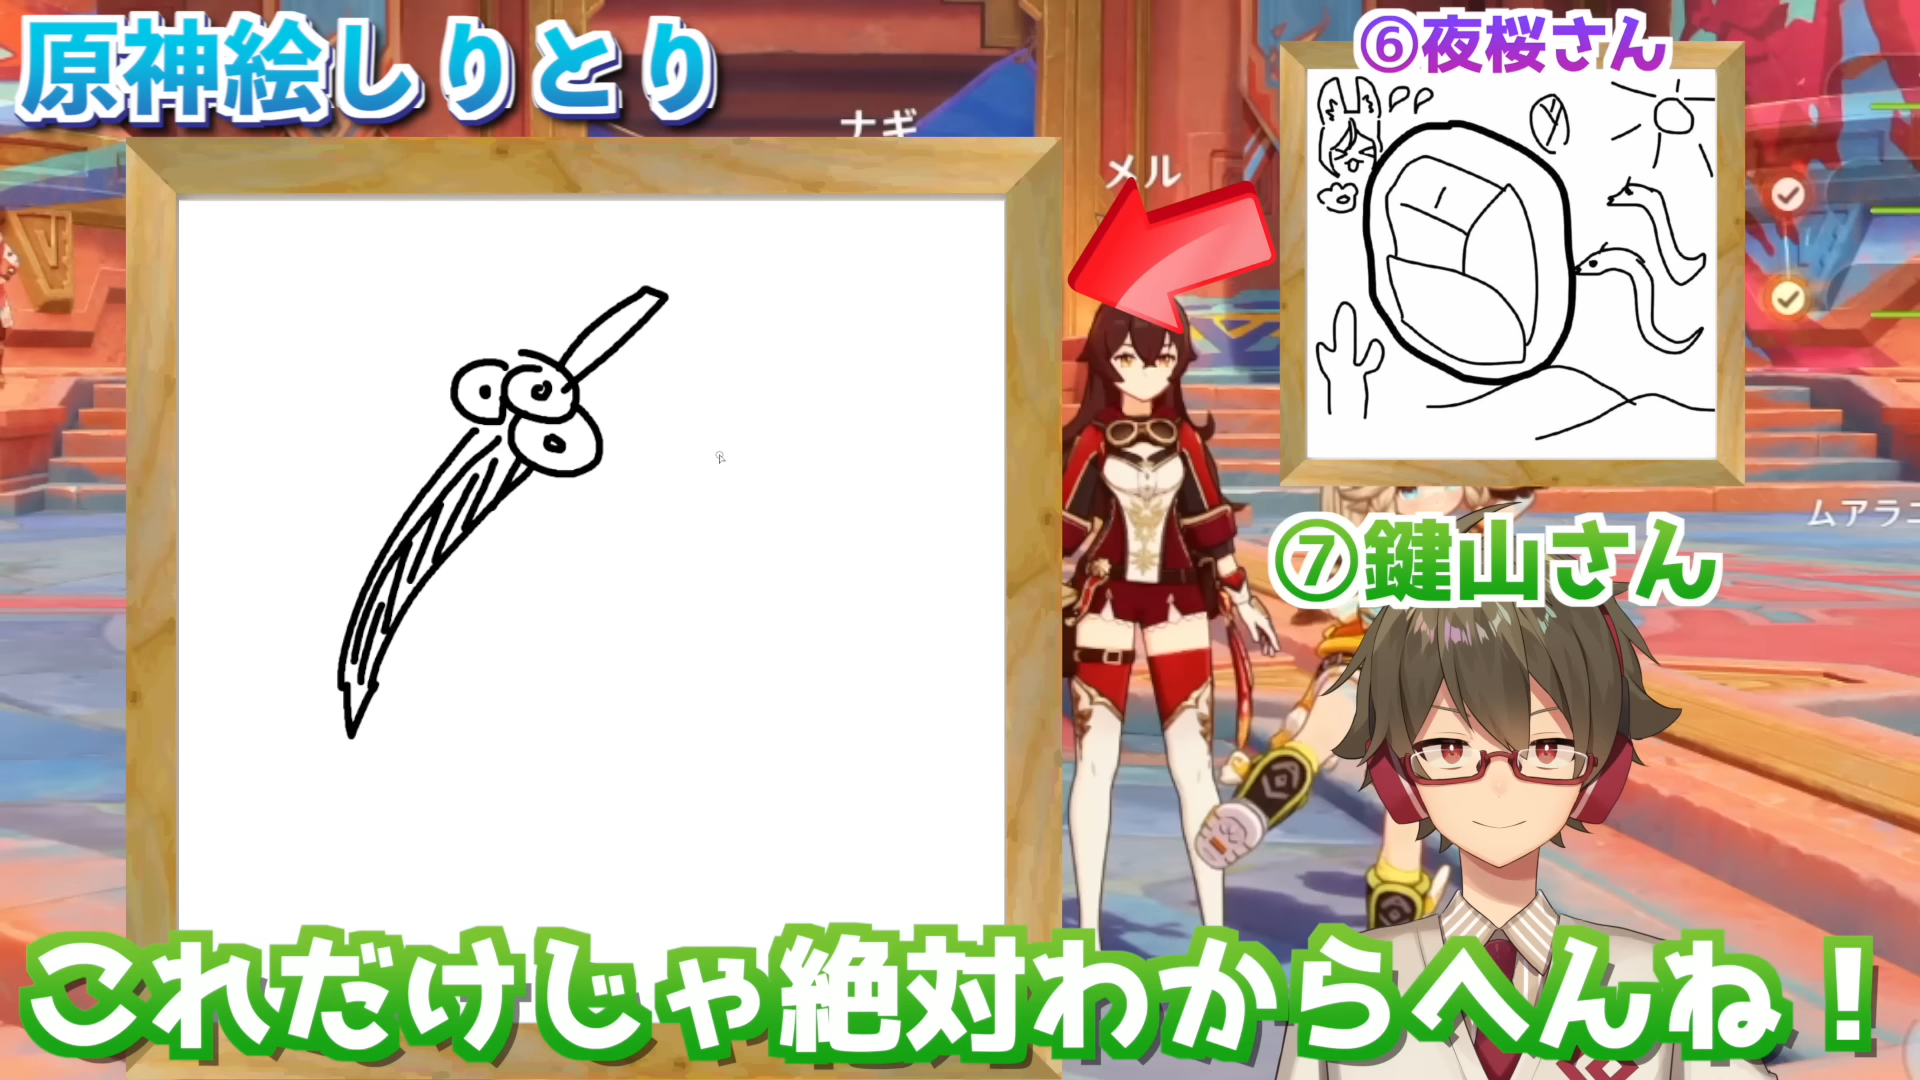 原神絵しりとり
⑥夜桜さん
ナギ
メル
ムアラ
⑦鍵山さん
これだけじゃ絶対わからへんね！